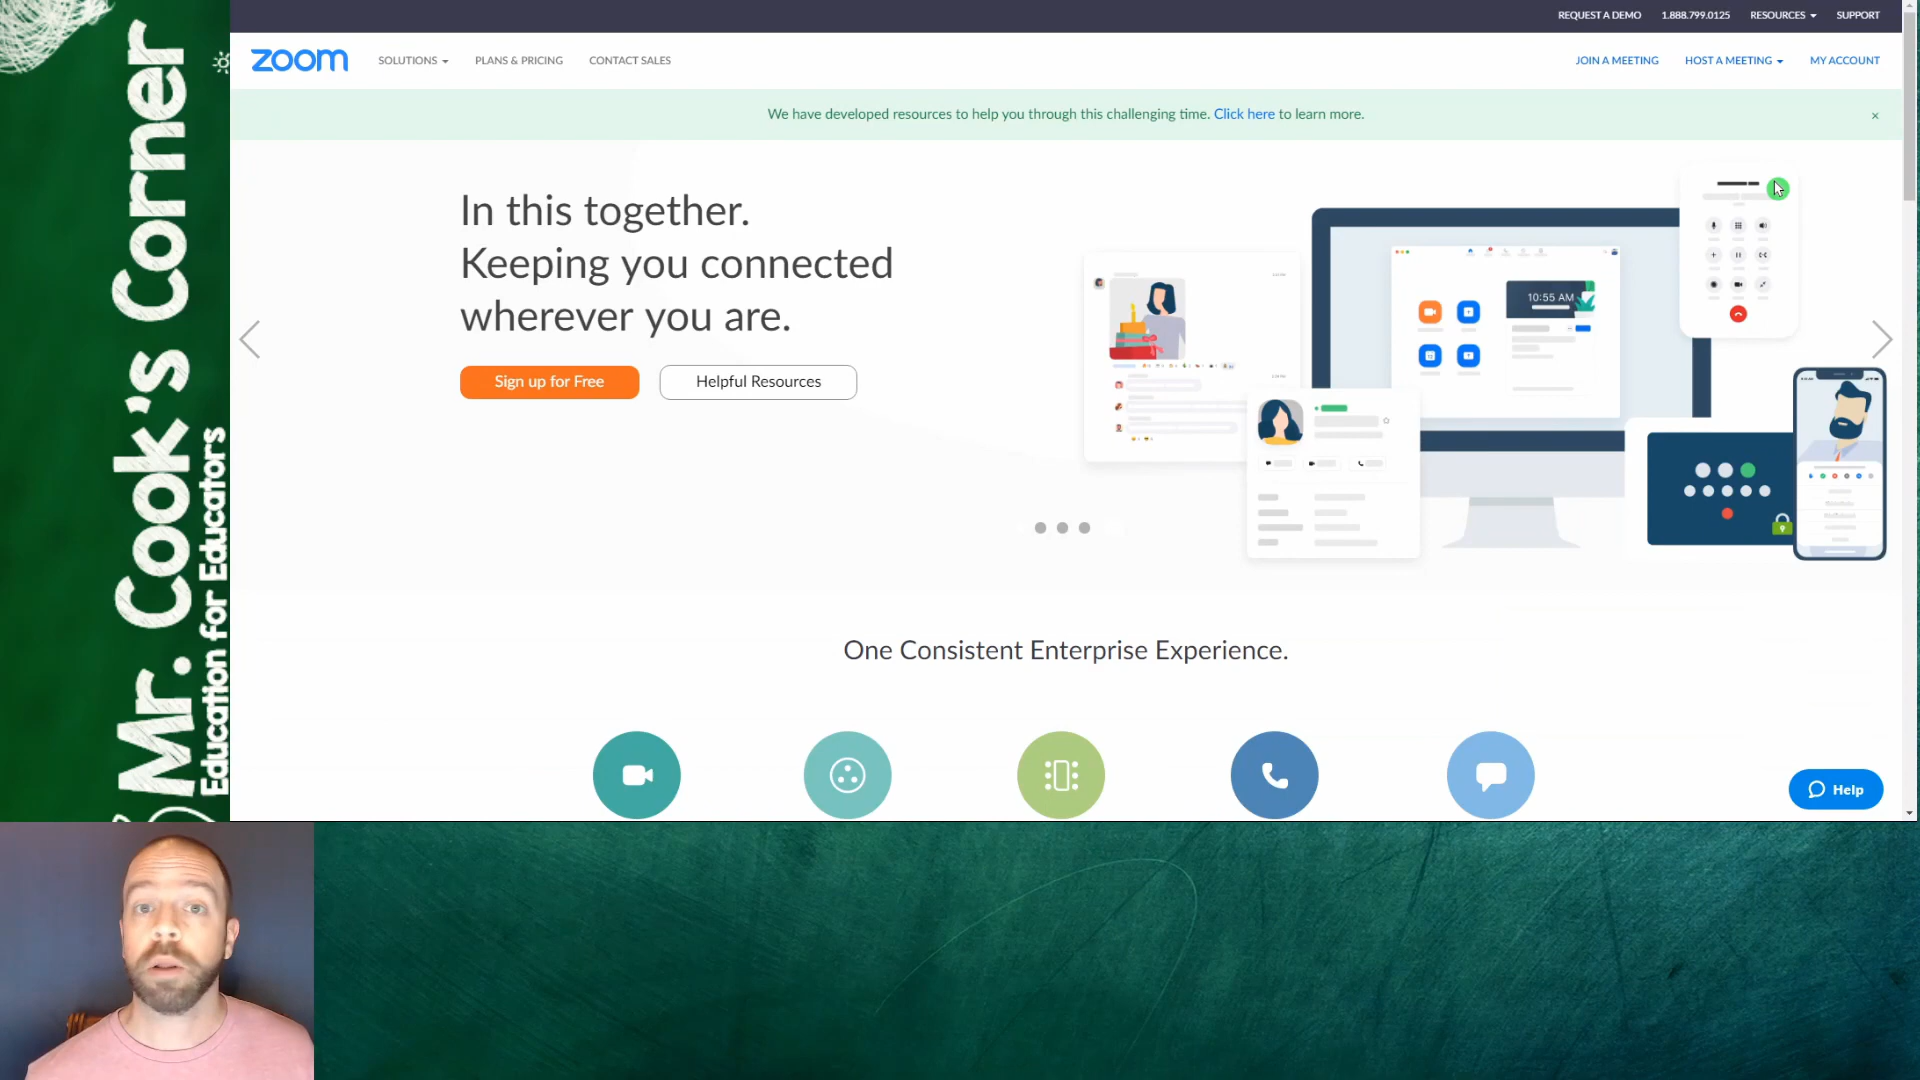 REQUEST A DEMO 1.888.799.0125 RESOURCES SUPPORT
zoom SOLUTIONS PLANS & PRICING CONTACT SALES JOIN A MEETING HOST A MEETING MY ACCOUNT
We have developed resources to help you through this challenging time. Click here to learn more. ×
In this together.
Keeping you connected
wherever you are.
Sign up for Free Helpful Resources
10:55 AM
One Consistent Enterprise Experience.
Help
Mr. Cook's Corner
Education for Educators